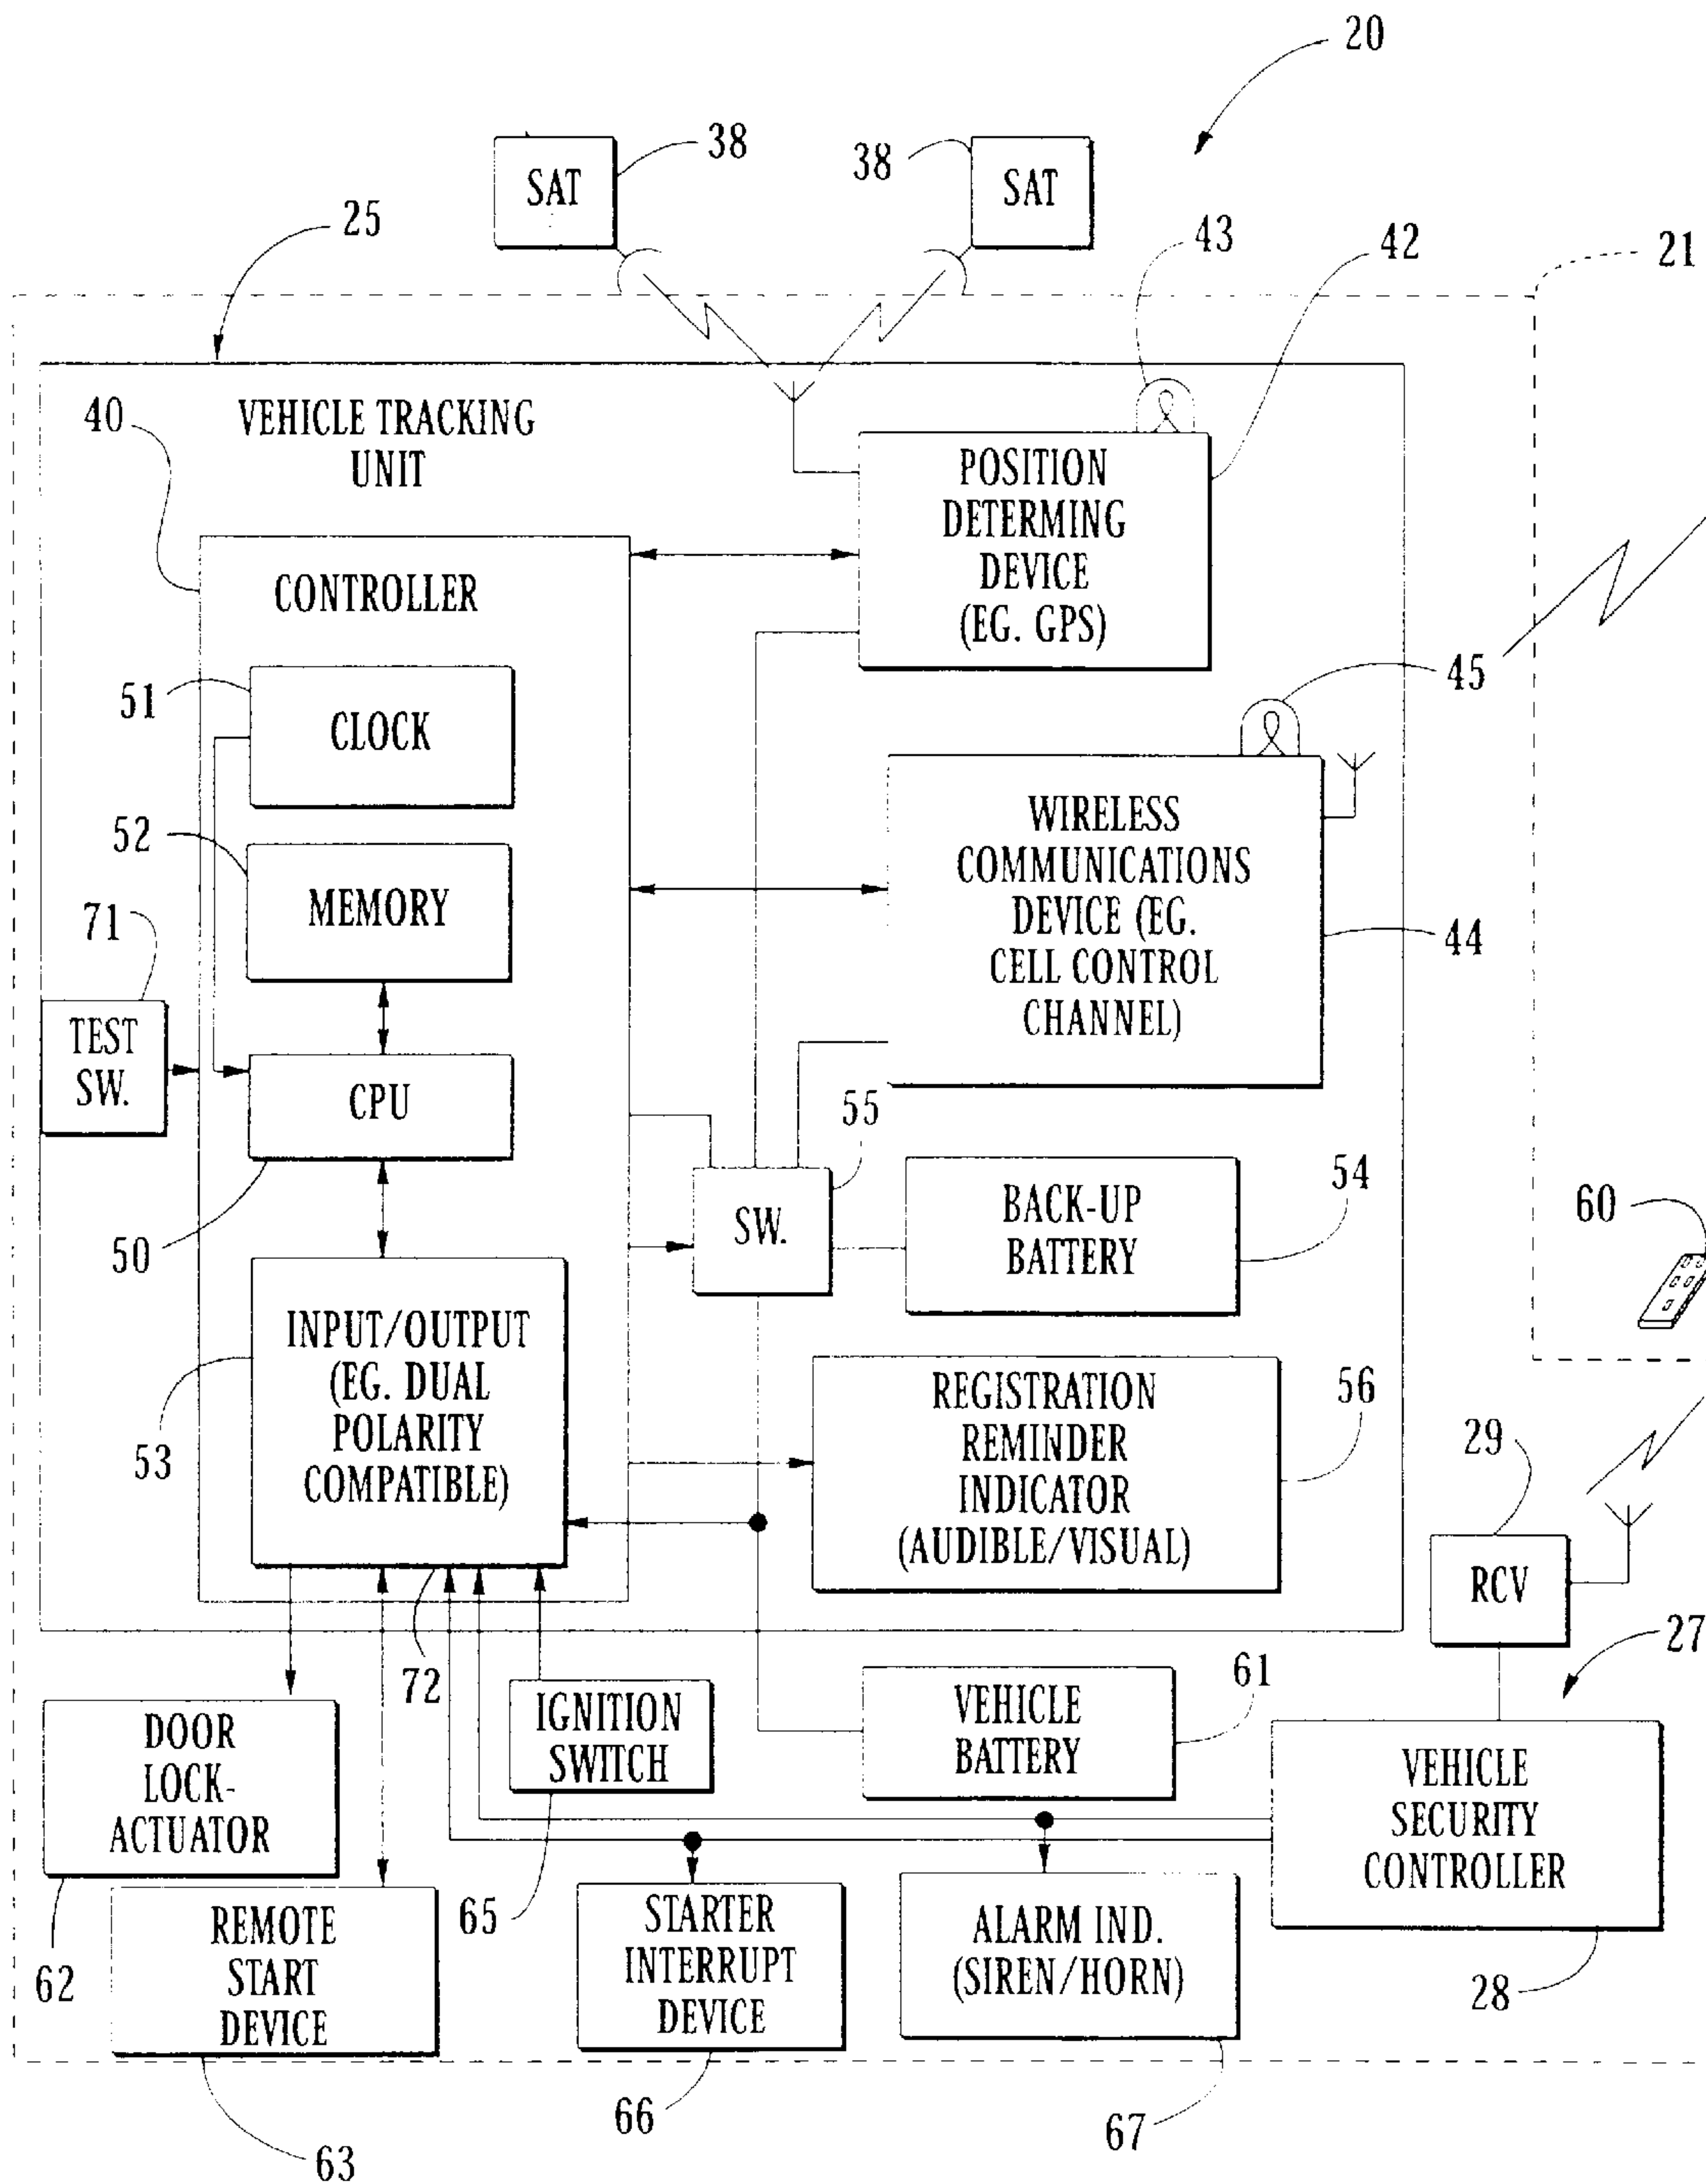 20
38
38
SAT
SAT
25
43
42
21
40
VEHICLE TRACKING
UNIT
POSITION
DETERMING
DEVICE
(EG. GPS)
CONTROLLER
45
51
CLOCK
52
WIRELESS
COMMUNICATIONS
DEVICE (EG.
CELL CONTROL
CHANNEL)
MEMORY
71
44
TEST
SW.
CPU
55
54
60
50
SW.
BACK-UP
BATTERY
INPUT/OUTPUT
(EG. DUAL
POLARITY
COMPATIBLE)
53
REGISTRATION
REMINDER
INDICATOR
(AUDIBLE/VISUAL)
56
29
RCV
27
72
61
IGNITION
SWITCH
VEHICLE
BATTERY
DOOR
LOCK-
ACTUATOR
VEHICLE
SECURITY
CONTROLLER
62
65
REMOTE
START
DEVICE
STARTER
INTERRUPT
DEVICE
ALARM IND.
(SIREN/HORN)
28
63
66
67